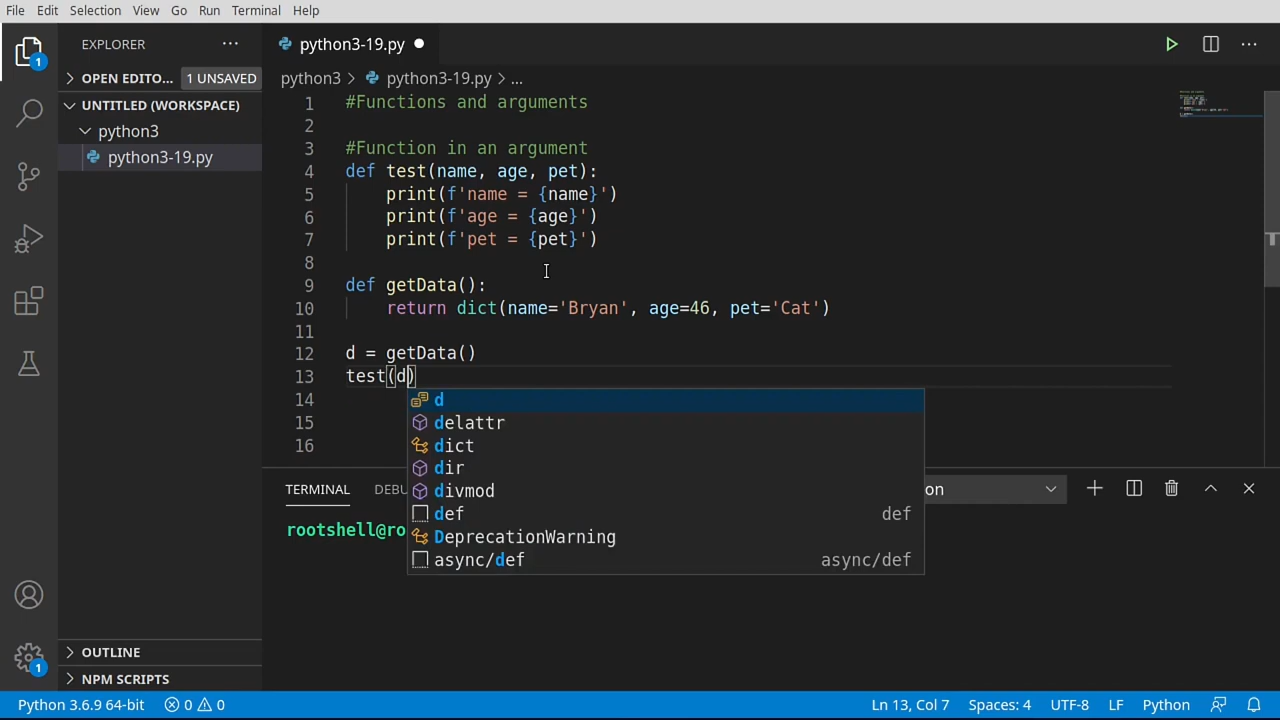 File Edit Selection View Go Run Terminal Help
EXPLORER
python3-19.py
OPEN EDITO... 1 UNSAVED
python3 > python3-19.py > ...
UNTITLED (WORKSPACE)
python3
python3-19.py
1 #Functions and arguments
2
3 #Function in an argument
4 def test(name, age, pet):
5 print(f'name = {name}')
6 print(f'age = {age}')
7 print(f'pet = {pet}')
8
9 def getData():
10 return dict(name='Bryan', age=46, pet='Cat')
11
12 d = getData()
13 test(d)
14
15
16
d
delattr
dict
dir
divmod
def def
DeprecationWarning
async/def async/def
TERMINAL DEBU on
rootshell@ro
1
1
OUTLINE
NPM SCRIPTS
Python 3.6.9 64-bit 0 0 Ln 13, Col 7 Spaces: 4 UTF-8 LF Python